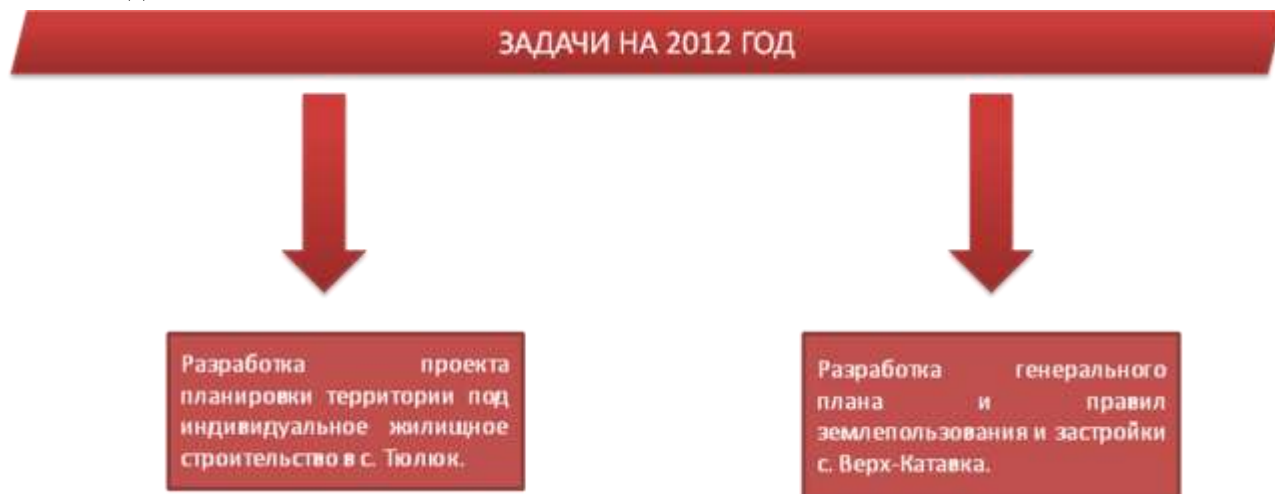 ЗАДАЧИ НА 2012 ГОД
Разработка проекта
планировки территории под
индивидуальное жилищное
строительство в с. Тюлюк.
Разработка генерального
плана и правил
землепользования и застройки
с. Верх-Катавка.